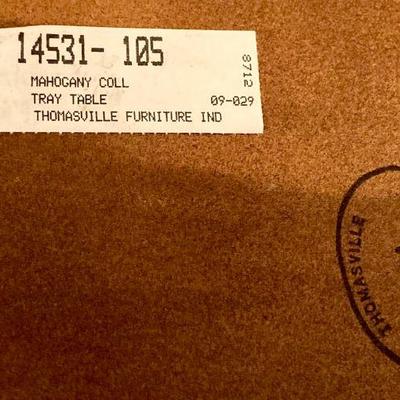 14531- 105
8712
MAHOGANY COLL
TRAY TABLE 09-029
THOMASVILLE FURNITURE IND
THOMASVILLE